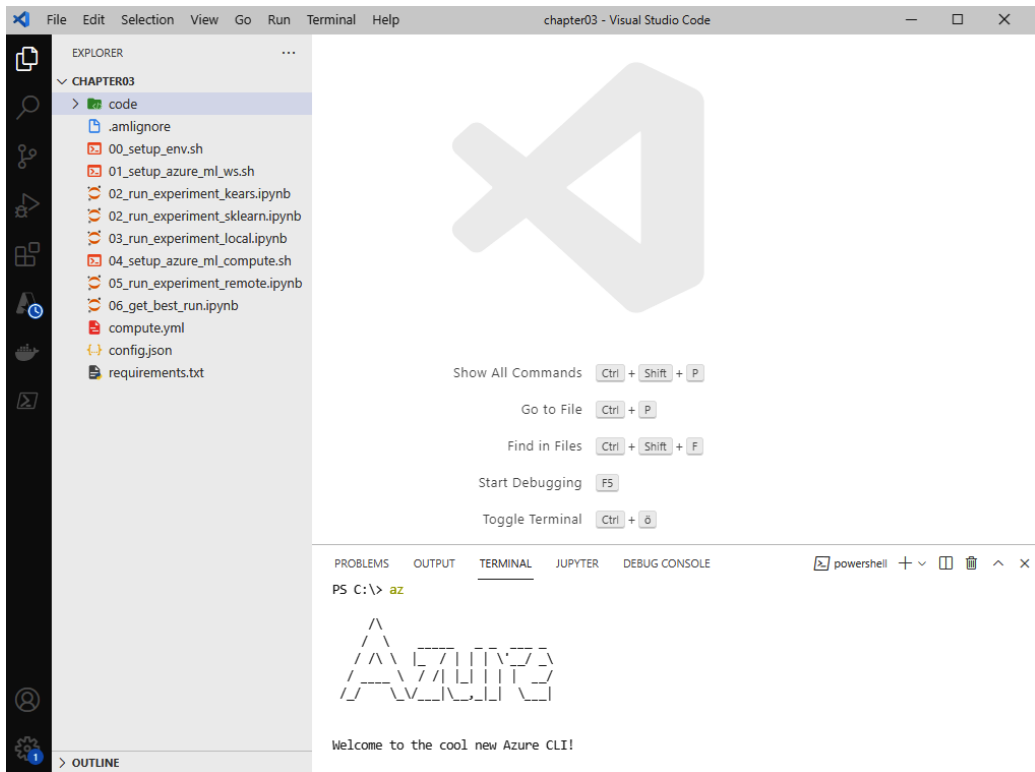 File Edit Selection View Go Run Terminal Help chapter03 - Visual Studio Code
EXPLORER ...
CHAPTER03
code
.amlignore
00_setup_env.sh
01_setup_azure_ml_ws.sh
02_run_experiment_kears.ipynb
02_run_experiment_sklearn.ipynb
03_run_experiment_local.ipynb
04_setup_azure_ml_compute.sh
05_run_experiment_remote.ipynb
06_get_best_run.ipynb
compute.yml
config.json
requirements.txt
OUTLINE
1
Show All Commands Ctrl + Shift + P
Go to File Ctrl + P
Find in Files Ctrl + Shift + F
Start Debugging F5
Toggle Terminal Ctrl + ö
PROBLEMS OUTPUT TERMINAL JUPYTER DEBUG CONSOLE powershell
PS C:\> az
Azure
Welcome to the cool new Azure CLI!